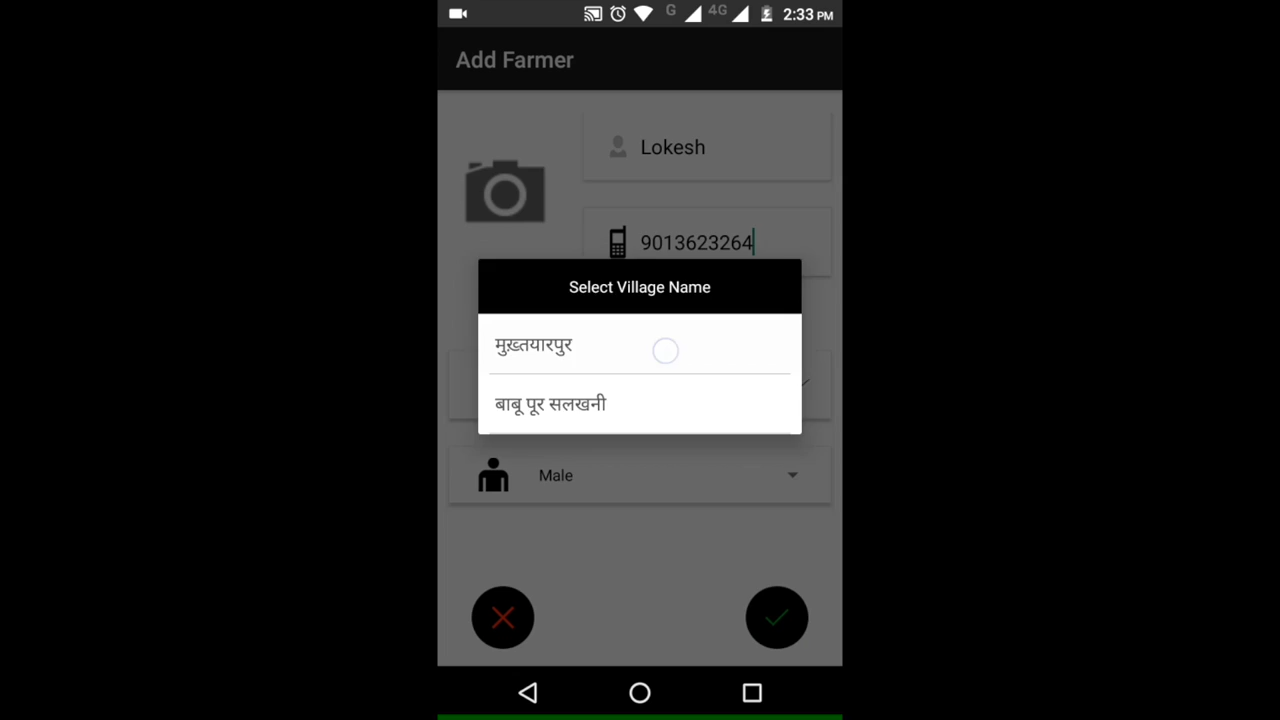 G 4G 2:33 PM
Add Farmer
Lokesh
9013623264
Select Village Name
मुख़्तयारपुर
बाबू पूर सलखनी
Male